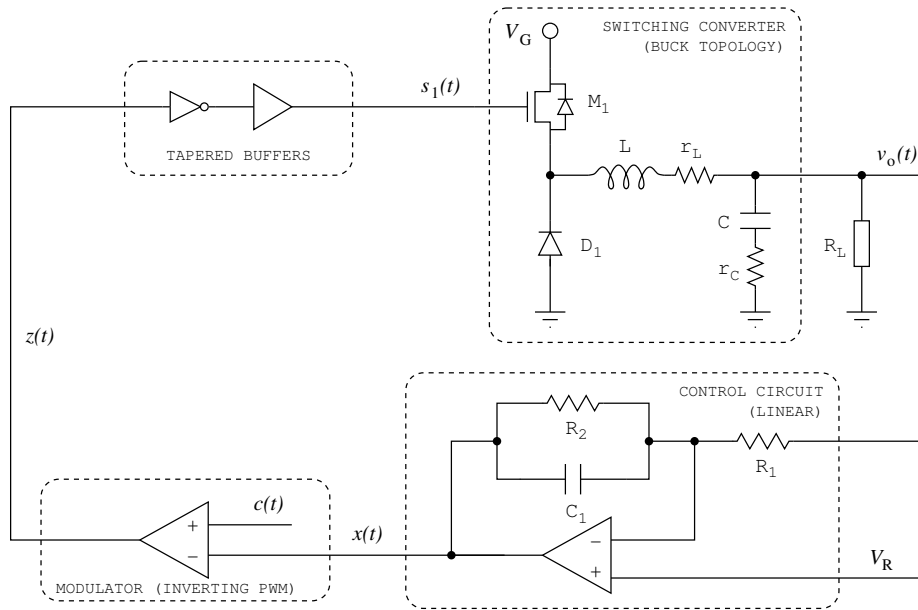 SWITCHING CONVERTER
(BUCK TOPOLOGY)
V_G
s_1(t)
M_1
TAPERED BUFFERS
L
r_L
v_o(t)
C
D_1
R_L
r_C
z(t)
CONTROL CIRCUIT
(LINEAR)
R_2
R_1
C_1
c(t)
+
x(t)
−
−
+
V_R
MODULATOR (INVERTING PWM)